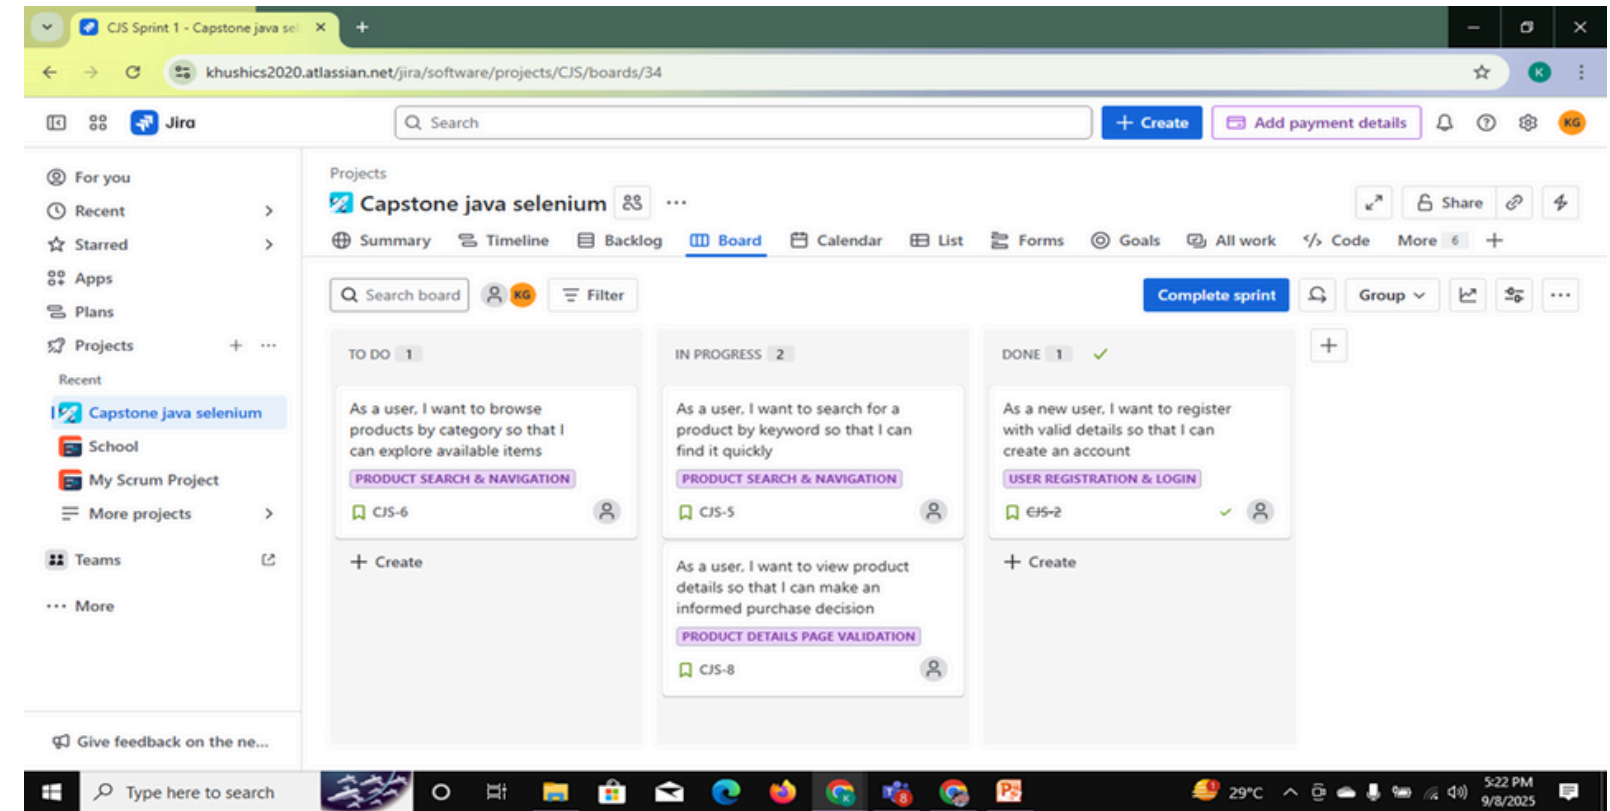 CJS Sprint 1 - Capstone java sel
khushics2020.atlassian.net/jira/software/projects/CJS/boards/34
K
Jira
Search
+ Create
Add payment details
KG
For you
Recent
Starred
Apps
Plans
Projects
Recent
Capstone java selenium
School
My Scrum Project
More projects
Teams
More
Give feedback on the ne...
Projects
Capstone java selenium
Share
Summary Timeline Backlog Board Calendar List Forms Goals All work Code More 6
Search board
KG
Filter
Complete sprint
Group
TO DO 1
As a user, I want to browse
products by category so that I
can explore available items
PRODUCT SEARCH & NAVIGATION
CJS-6
+ Create
IN PROGRESS 2
As a user, I want to search for a
product by keyword so that I can
find it quickly
PRODUCT SEARCH & NAVIGATION
CJS-5
As a user, I want to view product
details so that I can make an
informed purchase decision
PRODUCT DETAILS PAGE VALIDATION
CJS-8
DONE 1
As a new user, I want to register
with valid details so that I can
create an account
USER REGISTRATION & LOGIN
CJS-2
+ Create
Type here to search
29°C
5:22 PM
9/8/2025